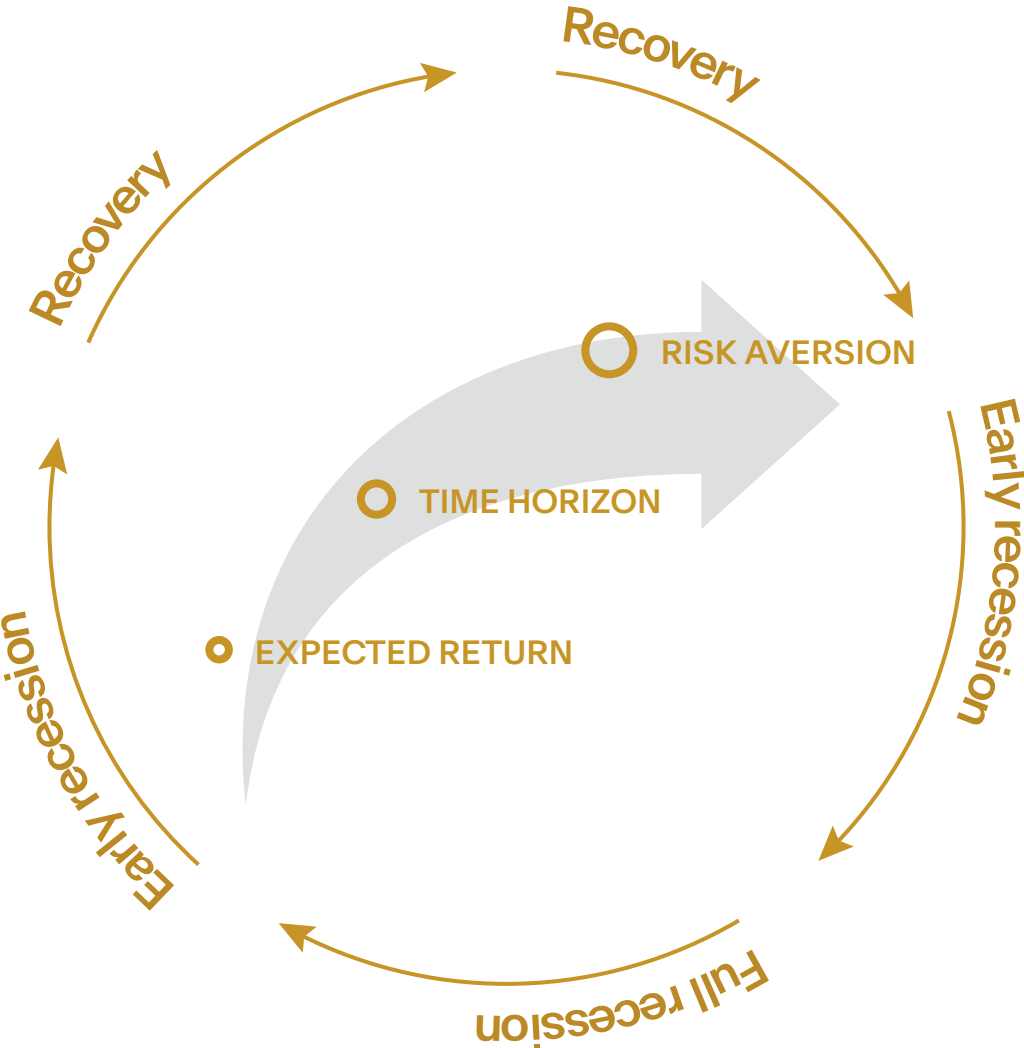 Recovery
Recovery
RISK AVERSION
Early recession
TIME HORIZON
EXPECTED RETURN
Early recession
Full recession